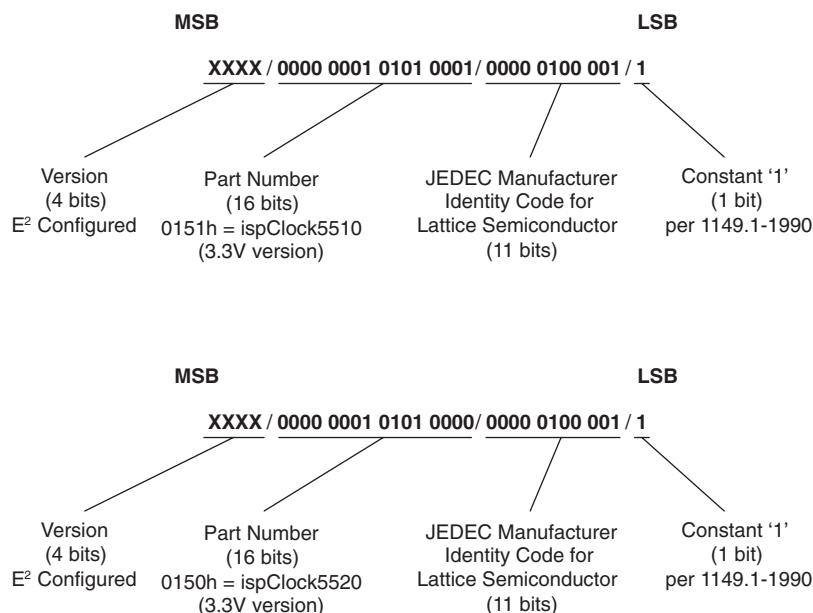 MSB LSB
XXXX / 0000 0001 0101 0001/ 0000 0100 001 / 1
Version
(4 bits)
E² Configured
Part Number
(16 bits)
0151h = ispClock5510
(3.3V version)
JEDEC Manufacturer
Identity Code for
Lattice Semiconductor
(11 bits)
Constant ‘1’
(1 bit)
per 1149.1-1990
MSB LSB
XXXX / 0000 0001 0101 0000/ 0000 0100 001 / 1
Version
(4 bits)
E² Configured
Part Number
(16 bits)
0150h = ispClock5520
(3.3V version)
JEDEC Manufacturer
Identity Code for
Lattice Semiconductor
(11 bits)
Constant ‘1’
(1 bit)
per 1149.1-1990